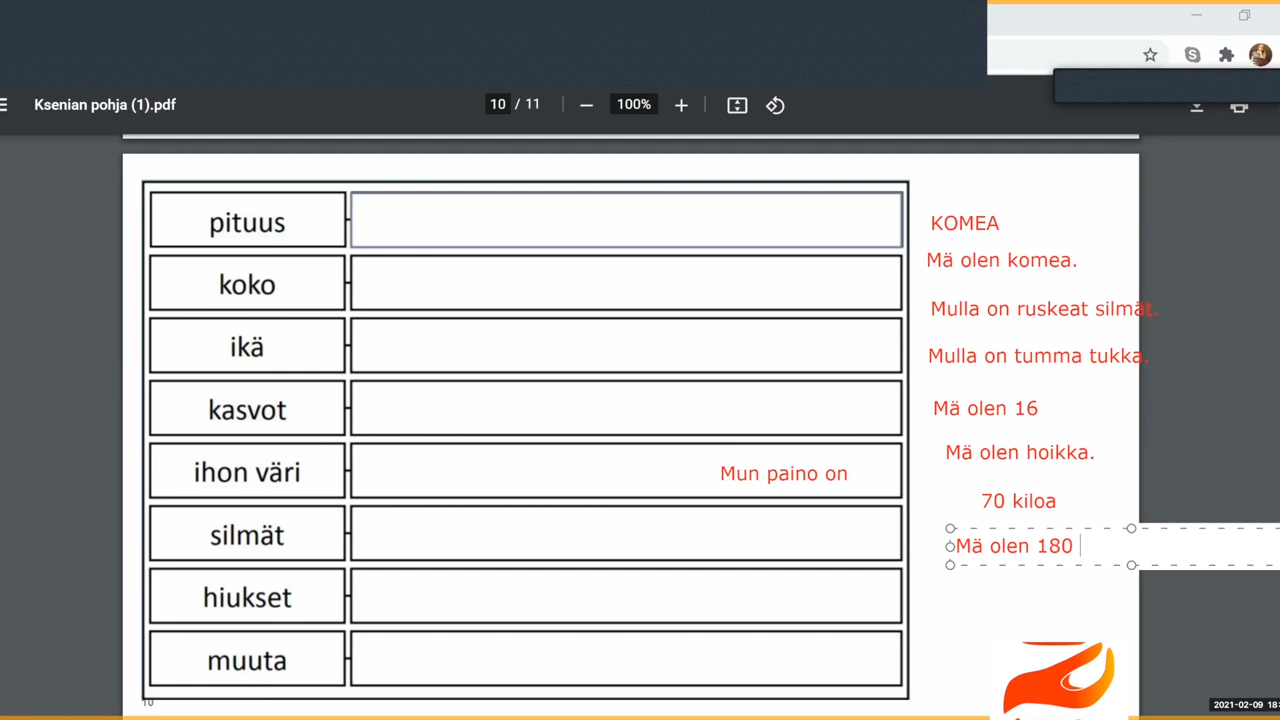 Ksenian pohja (1).pdf
10 / 11
100%
pituus
koko
ikä
kasvot
ihon väri
silmät
hiukset
muuta
KOMEA
Mä olen komea.
Mulla on ruskeat silmät.
Mulla on tumma tukka.
Mä olen 16
Mä olen hoikka.
Mun paino on
70 kiloa
Mä olen 180
10
2021-02-09 18